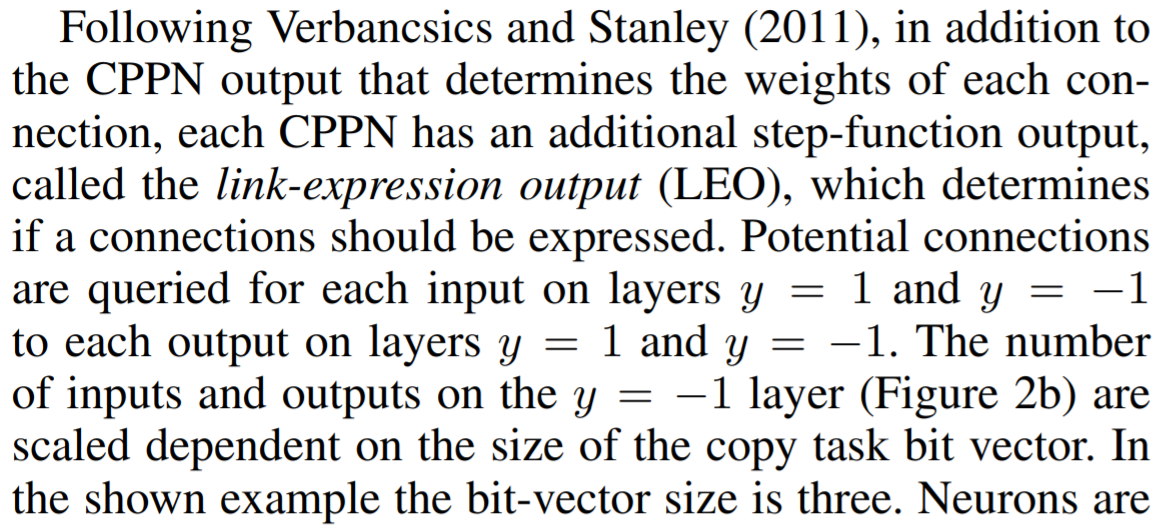 Following Verbancsics and Stanley (2011), in addition to
the CPPN output that determines the weights of each con-
nection, each CPPN has an additional step-function output,
called the link-expression output (LEO), which determines
if a connections should be expressed. Potential connections
are queried for each input on layers y = 1 and y = −1
to each output on layers y = 1 and y = −1. The number
of inputs and outputs on the y = −1 layer (Figure 2b) are
scaled dependent on the size of the copy task bit vector. In
the shown example the bit-vector size is three. Neurons are